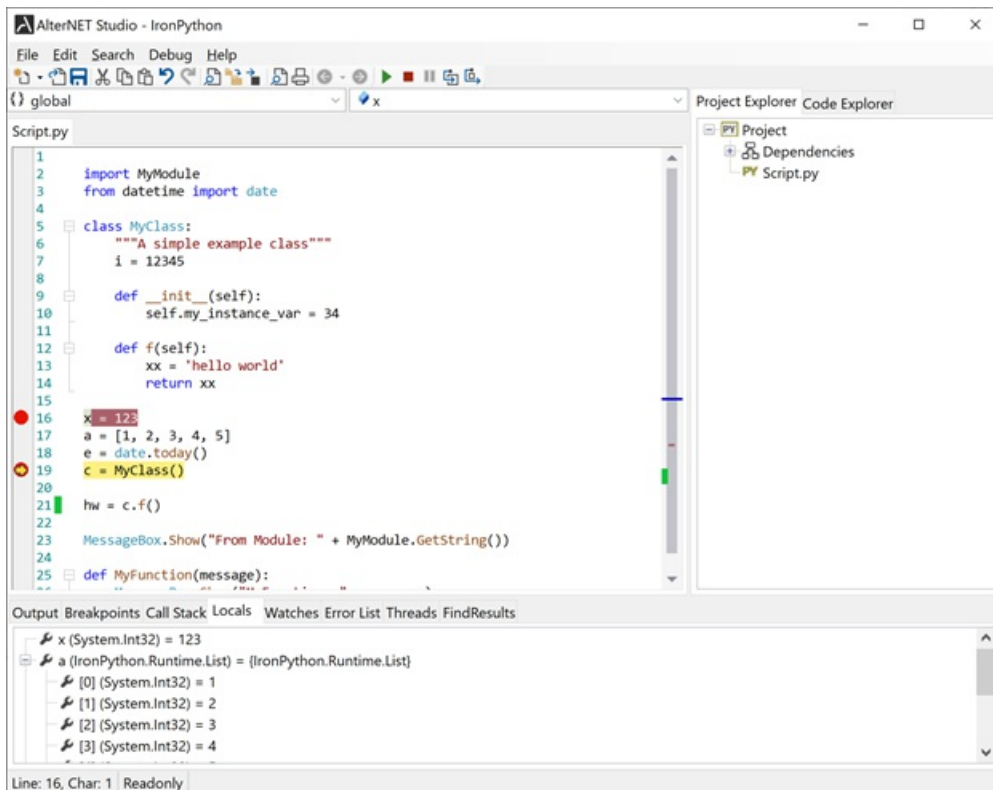 AlterNET Studio - IronPython
File Edit Search Debug Help
{} global
x
Project Explorer Code Explorer
Script.py
Project
Dependencies
Script.py
1
2 import MyModule
3 from datetime import date
4
5 class MyClass:
6 """A simple example class"""
7 i = 12345
8
9 def __init__(self):
10 self.my_instance_var = 34
11
12 def f(self):
13 xx = 'hello world'
14 return xx
15
16 x = 123
17 a = [1, 2, 3, 4, 5]
18 e = date.today()
19 c = MyClass()
20
21 hw = c.f()
22
23 MessageBox.Show("From Module: " + MyModule.GetString())
24
25 def MyFunction(message):
Output Breakpoints Call Stack Locals Watches Error List Threads FindResults
x (System.Int32) = 123
a (IronPython.Runtime.List) = {IronPython.Runtime.List}
[0] (System.Int32) = 1
[1] (System.Int32) = 2
[2] (System.Int32) = 3
[3] (System.Int32) = 4
Line: 16, Char: 1 Readonly